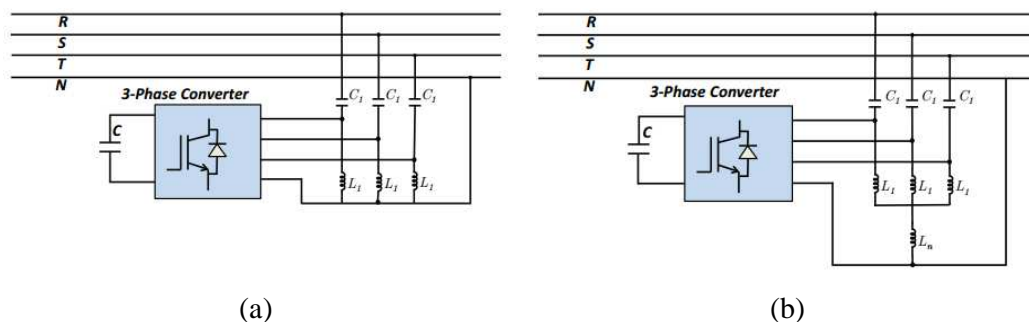 R
S
T
N
3-Phase Converter
C₁ C₁ C₁
C
L₁ L₁ L₁
(a)
R
S
T
N
3-Phase Converter
C₁ C₁ C₁
C
L₁ L₁ L₁
Lₙ
(b)